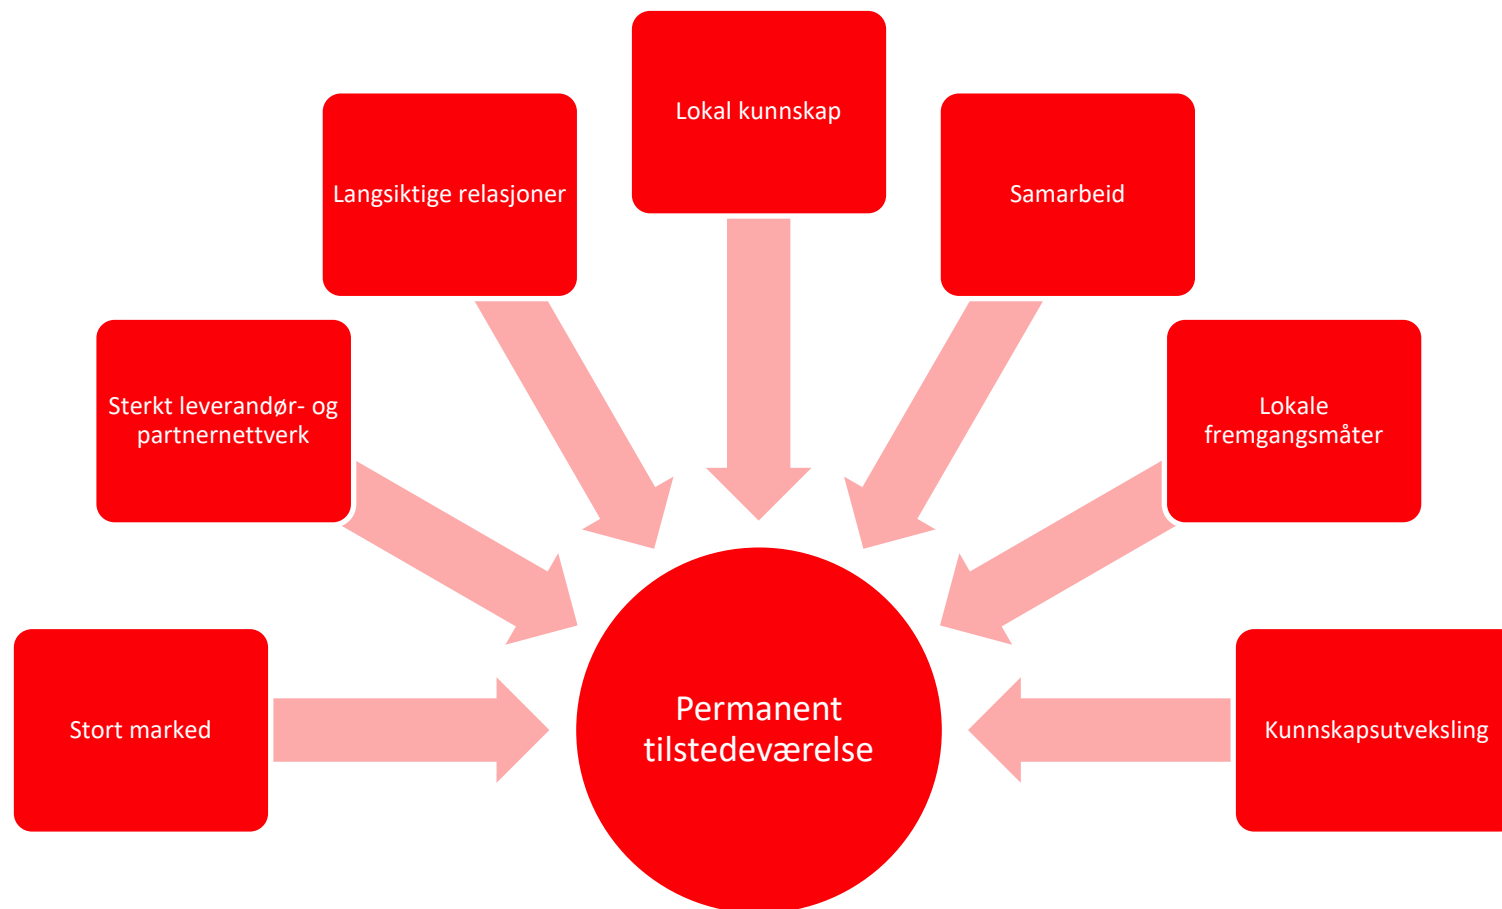 Lokal kunnskap
Langsiktige relasjoner
Samarbeid
Sterkt leverandør- og
partnernettverk
Lokale
fremgangsmåter
Stort marked
Permanent
tilstedeværelse
Kunnskapsutveksling